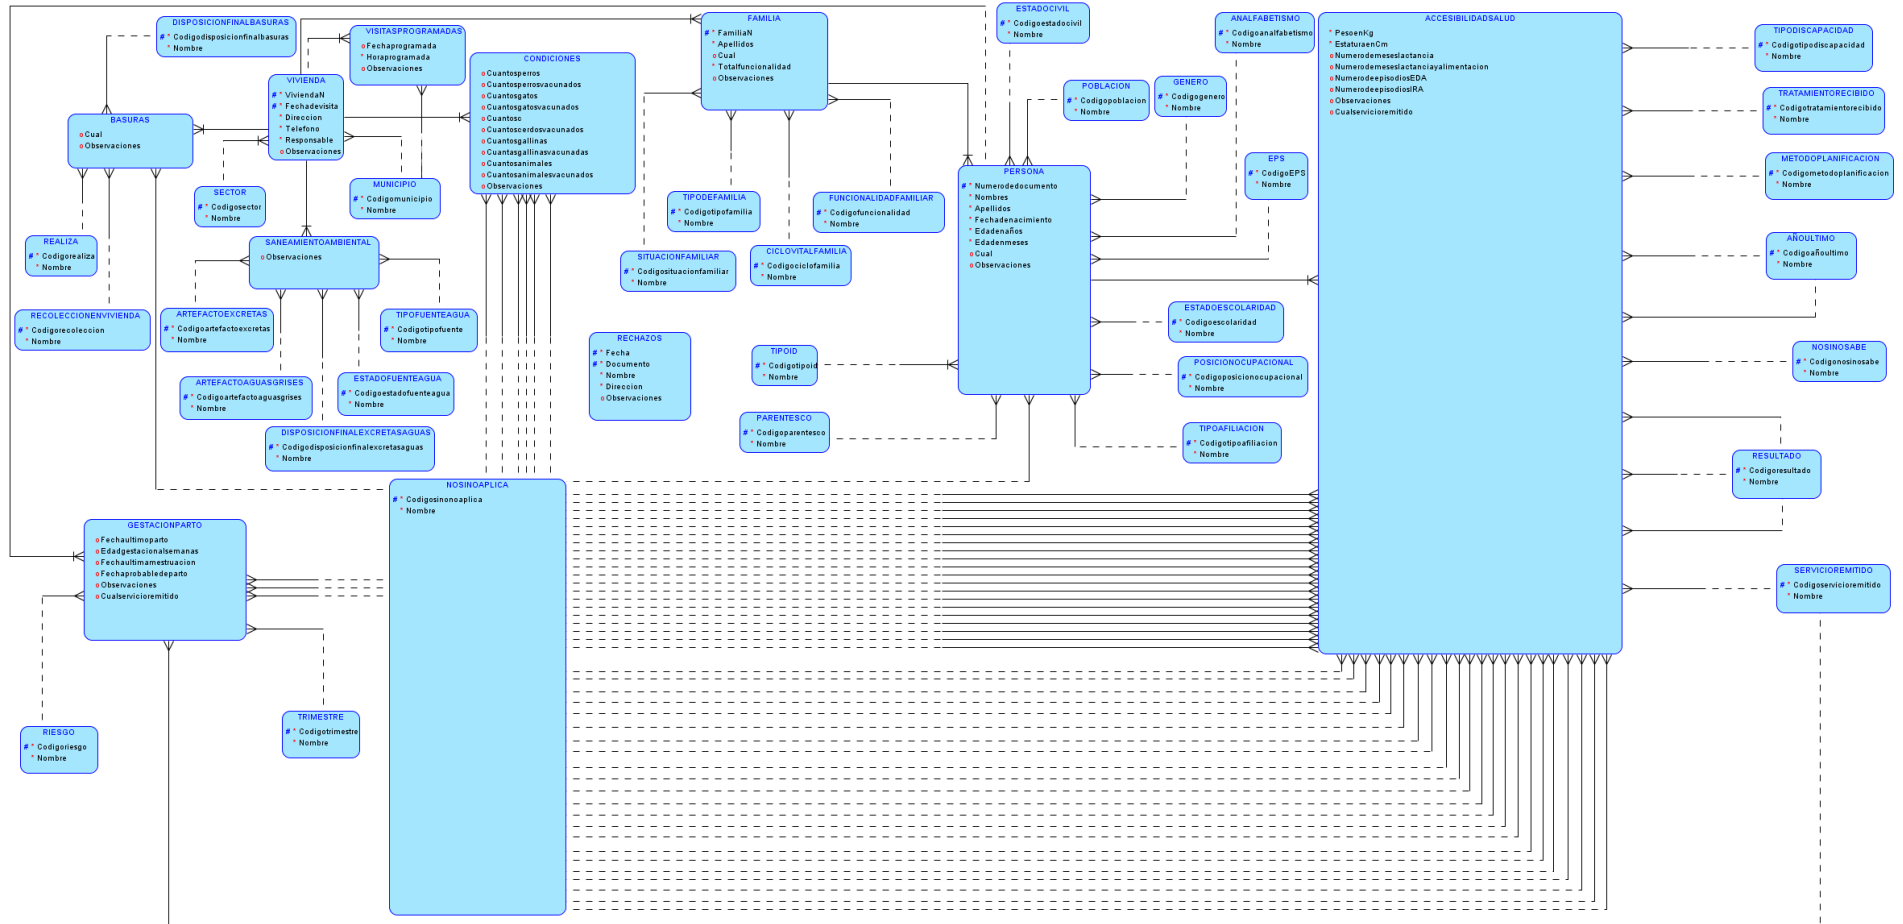 DISPOSICIONFINALBASURAS
# * Codigodisposicionfinalbasuras
* Nombre
VISITASPROGRAMADAS
o Fechaprogramada
* Horaprogramada
o Observaciones
CONDICIONES
o Cuantosperros
o Cuantosperrosvacunados
o Cuantosgatos
o Cuantosgatosvacunados
o Cuantosc
o Cuantoscerdosvacunados
o Cuantosgallinas
o Cuantasgallinasvacunadas
o Cuantosanimales
o Cuantosanimalesvacunados
o Observaciones
FAMILIA
# * FamiliaN
* Apellidos
o Cual
* Totalfuncionalidad
o Observaciones
ESTADOCIVIL
# * Codigoestadocivil
* Nombre
ANALFABETISMO
# * Codigoanalfabetismo
* Nombre
ACCESIBILIDADSALUD
* PesoenKg
* EstaturaenCm
o Numerodemeseslactancia
o Numerodemeseslactanciayalimentacion
o NumerodeepisodiosEDA
o NumerodeepisodiosIRA
o Observaciones
o Cualservicioremitido
TIPODISCAPACIDAD
# * Codigotipodiscapacidad
* Nombre
VIVIENDA
# * ViviendaN
# * Fechadevisita
* Direccion
* Telefono
* Responsable
o Observaciones
POBLACION
# * Codigopoblacion
* Nombre
GENERO
# * Codigogenero
* Nombre
TRATAMIENTORECIBIDO
# * Codigotratamientorecibido
* Nombre
BASURAS
o Cual
o Observaciones
EPS
# * CodigoEPS
* Nombre
METODOPLANIFICACION
# * Codigometodoplanificacion
* Nombre
SECTOR
# * Codigosector
* Nombre
MUNICIPIO
# * Codigomunicipio
* Nombre
TIPODEFAMILIA
# * Codigotipofamilia
* Nombre
FUNCIONALIDADFAMILIAR
# * Codigofuncionalidad
* Nombre
PERSONA
# * Numerodedocumento
* Nombres
* Apellidos
* Fechadenacimiento
* Edadenaños
* Edadenmeses
o Cual
o Observaciones
REALIZA
# * Codigorealiza
* Nombre
SANEAMIENTOAMBIENTAL
o Observaciones
SITUACIONFAMILIAR
# * Codigosituacionfamiliar
* Nombre
CICLOVITALFAMILIA
# * Codigociclofamilia
* Nombre
AÑOULTIMO
# * Codigoañoultimo
* Nombre
RECOLECCIONENVIVIENDA
# * Codigorecoleccion
* Nombre
ARTEFACTOEXCRETAS
# * Codigoartefactoexcretas
* Nombre
TIPOFUENTEAGUA
# * Codigotipofuente
* Nombre
ESTADOESCOLARIDAD
# * Codigoescolaridad
* Nombre
RECHAZOS
# * Fecha
# * Documento
* Nombre
* Direccion
o Observaciones
TIPOID
# * Codigotipoid
* Nombre
POSICIONOCUPACIONAL
# * Codigoposicionocupacional
* Nombre
NOSINOSABE
# * Codigonosinosabe
* Nombre
ARTEFACTOAGUASGRISES
# * Codigoartefactoaguasgrises
* Nombre
ESTADOFUENTEAGUA
# * Codigoestadofuenteagua
* Nombre
PARENTESCO
# * Codigoparentesco
* Nombre
TIPOAFILIACION
# * Codigotipoafiliacion
* Nombre
DISPOSICIONFINALEXCRETASAGUAS
# * Codigodisposicionfinalexcretasaguas
* Nombre
RESULTADO
# * Codigoresultado
* Nombre
NOSINOAPLICA
# * Codigosinonoaplica
* Nombre
GESTACIONPARTO
o Fechaultimoparto
o Edadgestacionalsemanas
o Fechaultimamestruacion
o Fechaprobabledeparto
o Observaciones
o Cualservicioremitido
SERVICIOREMITIDO
# * Codigoservicioremitido
* Nombre
RIESGO
# * Codigoriesgo
* Nombre
TRIMESTRE
# * Codigotrimestre
* Nombre